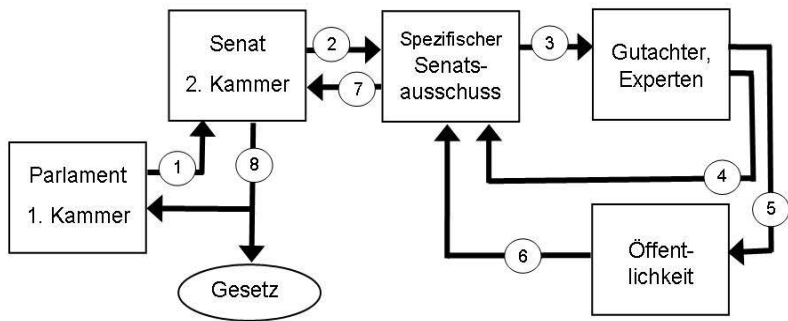 Senat
2. Kammer
2
7
Spezifischer
Senats-
ausschuss
3
Gutachter,
Experten
Parlament
1. Kammer
1
8
4
5
6
Öffent-
lichkeit
Gesetz